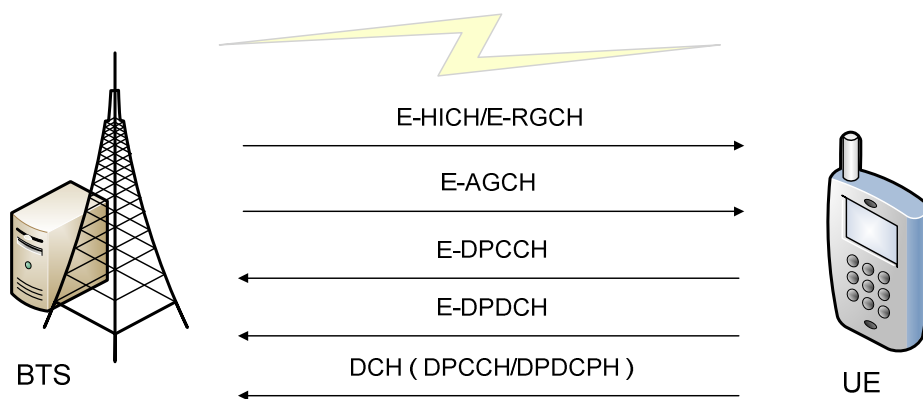 E-HICH/E-RGCH
E-AGCH
E-DPCCH
E-DPDCH
DCH ( DPCCH/DPDCPH )
BTS
UE